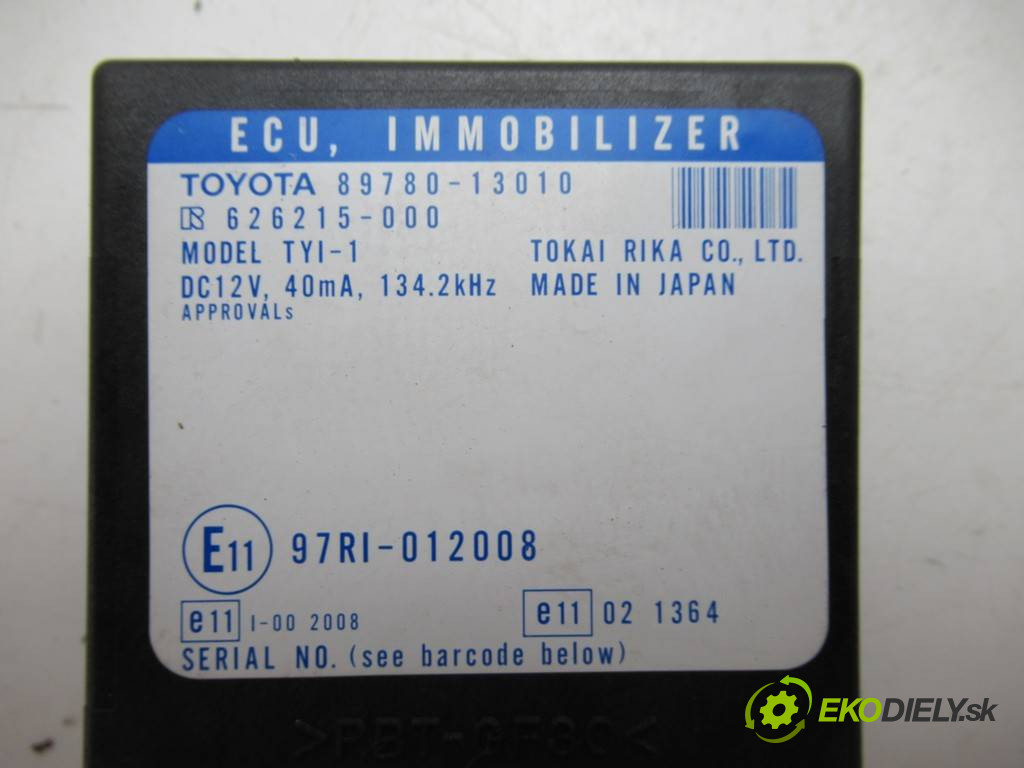 ECU, IMMOBILIZER
TOYOTA 89780-13010
626215-000
MODEL TYI-1 TOKAI RIKA CO., LTD.
DC12V, 40mA, 134.2kHz MADE IN JAPAN
APPROVALs
E11 97RI-012008
e11 I-00 2008 e11 02 1364
SERIAL NO. (see barcode below)
>PBT-GF30<
EKODIELY.sk